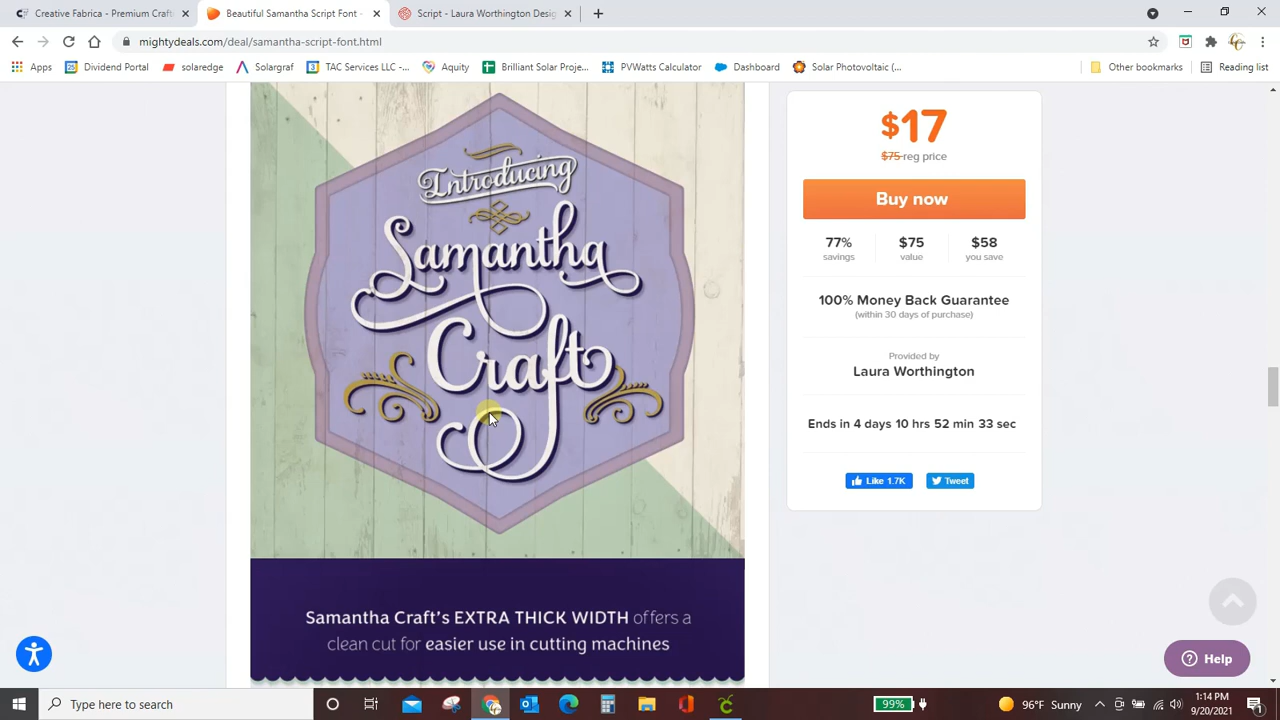 Creative Fabrica - Premium Craft
Beautiful Samantha Script Font -
Script - Laura Worthington Desig
mightydeals.com/deal/samantha-script-font.html
Apps
Dividend Portal
solaredge
Solargraf
TAC Services LLC -...
Aquity
Brilliant Solar Proje...
PVWatts Calculator
Dashboard
Solar Photovoltaic (...
Other bookmarks
Reading list
Introducing
Samantha
Craft
Samantha Craft's EXTRA THICK WIDTH offers a
clean cut for easier use in cutting machines
$17
$75 reg price
Buy now
77% $75 $58
savings value you save
100% Money Back Guarantee
(within 30 days of purchase)
Provided by
Laura Worthington
Ends in 4 days 10 hrs 52 min 33 sec
Like 1.7K Tweet
Help
Type here to search
99%
96°F Sunny
1:14 PM
9/20/2021